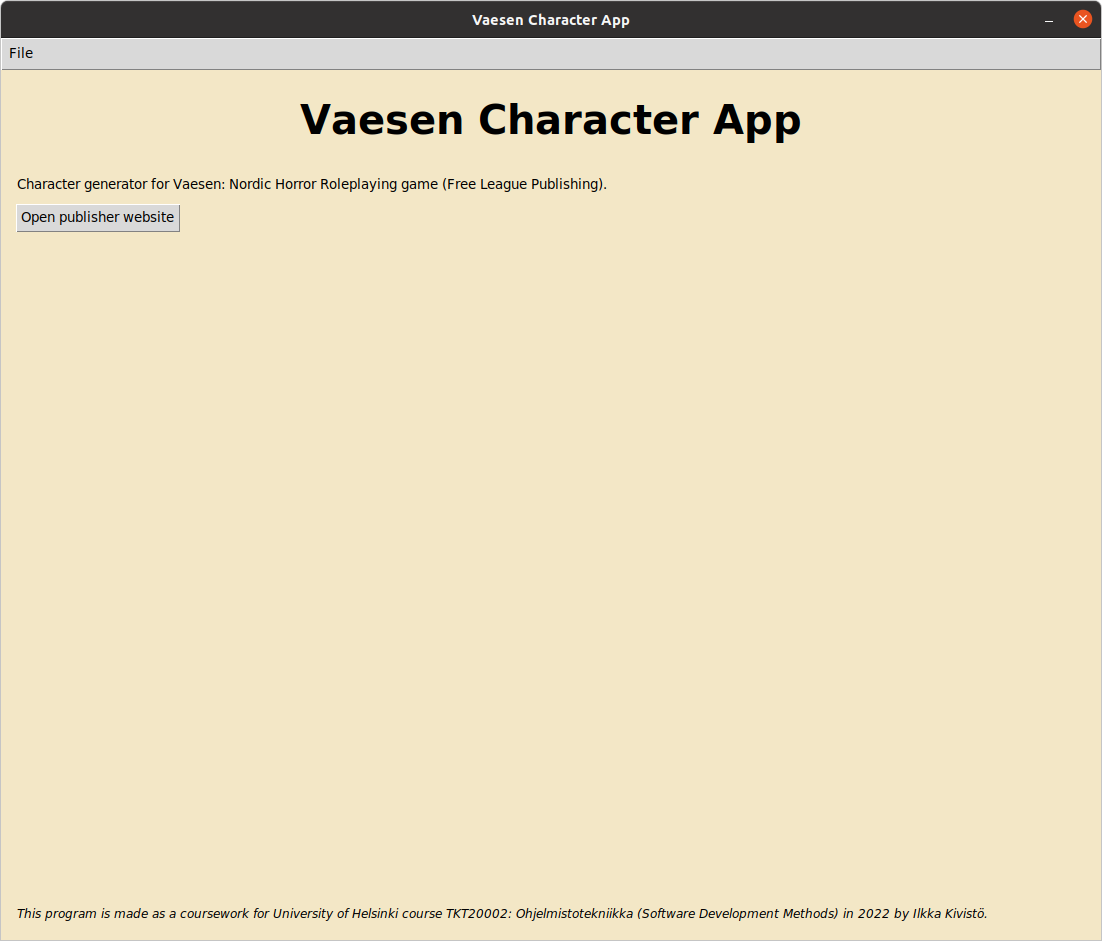 Vaesen Character App
File
Vaesen Character App
Character generator for Vaesen: Nordic Horror Roleplaying game (Free League Publishing).
Open publisher website
This program is made as a coursework for University of Helsinki course TKT20002: Ohjelmistotekniikka (Software Development Methods) in 2022 by Ilkka Kivistö.